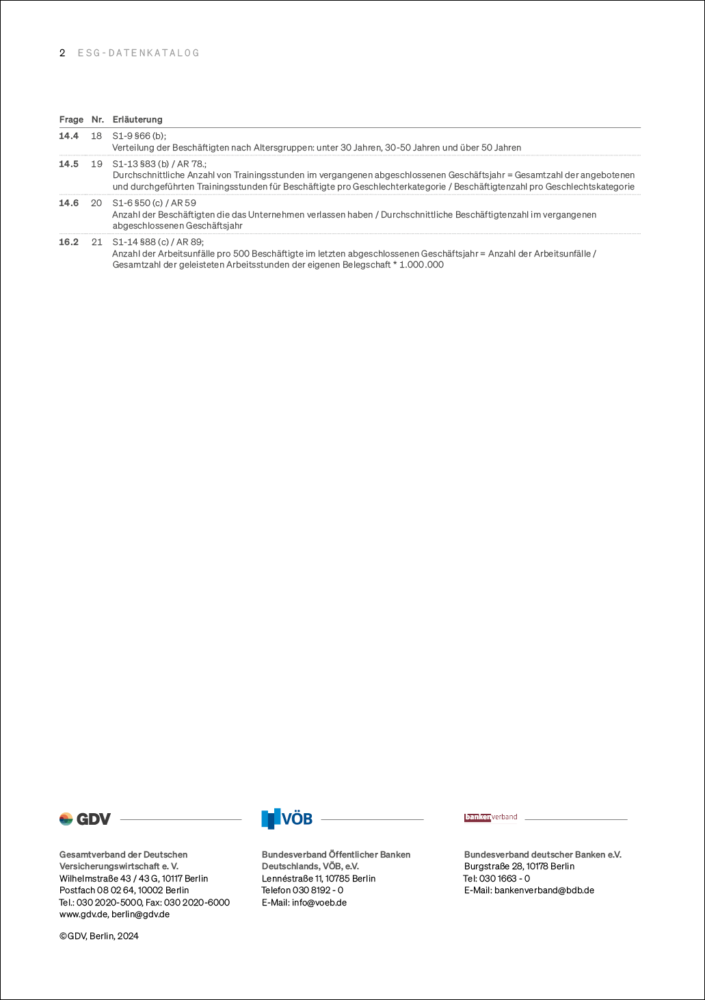 2 ESG-DATENKATALOG
Frage Nr. Erläuterung
14.4 18 S1-9 §66 (b);
Verteilung der Beschäftigten nach Altersgruppen: unter 30 Jahren, 30-50 Jahren und über 50 Jahren
14.5 19 S1-13 §83 (b) / AR 78.;
Durchschnittliche Anzahl von Trainingsstunden im vergangenen abgeschlossenen Geschäftsjahr = Gesamtzahl der angebotenen
und durchgeführten Trainingsstunden für Beschäftigte pro Geschlechterkategorie / Beschäftigtenzahl pro Geschlechtskategorie
14.6 20 S1-6 §50 (c) / AR 59
Anzahl der Beschäftigten die das Unternehmen verlassen haben / Durchschnittliche Beschäftigtenzahl im vergangenen
abgeschlossenen Geschäftsjahr
16.2 21 S1-14 §88 (c) / AR 89;
Anzahl der Arbeitsunfälle pro 500 Beschäftigte im letzten abgeschlossenen Geschäftsjahr = Anzahl der Arbeitsunfälle /
Gesamtzahl der geleisteten Arbeitsstunden der eigenen Belegschaft * 1.000.000
GDV
Gesamtverband der Deutschen
Versicherungswirtschaft e. V.
Wilhelmstraße 43 / 43 G, 10117 Berlin
Postfach 08 02 64, 10002 Berlin
Tel.: 030 2020-5000, Fax: 030 2020-6000
www.gdv.de, berlin@gdv.de
©GDV, Berlin, 2024
VÖB
Bundesverband Öffentlicher Banken
Deutschlands, VÖB, e.V.
Lennéstraße 11, 10785 Berlin
Telefon 030 8192 - 0
E-Mail: info@voeb.de
bankenverband
Bundesverband deutscher Banken e.V.
Burgstraße 28, 10178 Berlin
Tel: 030 1663 - 0
E-Mail: bankenverband@bdb.de